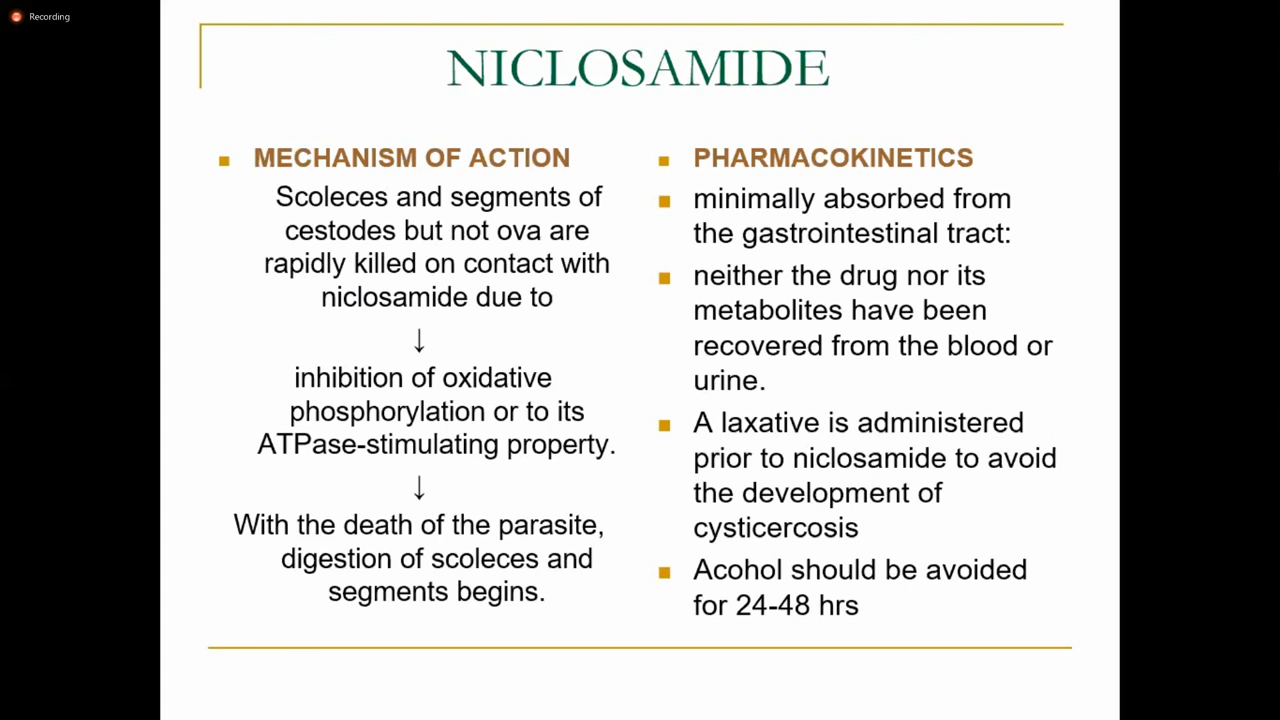 Recording
NICLOSAMIDE
MECHANISM OF ACTION
Scoleces and segments of
cestodes but not ova are
rapidly killed on contact with
niclosamide due to
↓
inhibition of oxidative
phosphorylation or to its
ATPase-stimulating property.
↓
With the death of the parasite,
digestion of scoleces and
segments begins.
PHARMACOKINETICS
minimally absorbed from
the gastrointestinal tract:
neither the drug nor its
metabolites have been
recovered from the blood or
urine.
A laxative is administered
prior to niclosamide to avoid
the development of
cysticercosis
Acohol should be avoided
for 24-48 hrs